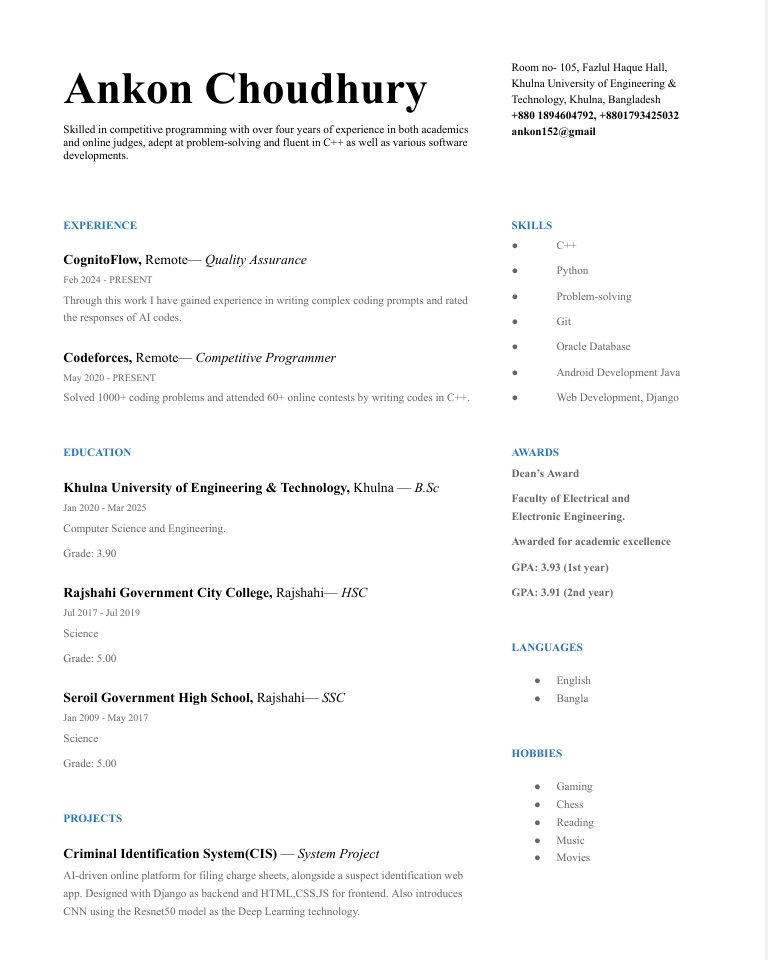 Ankon Choudhury
Skilled in competitive programming with over four years of experience in both academics
and online judges, adept at problem-solving and fluent in C++ as well as various software
developments.
Room no- 105, Fazlul Haque Hall,
Khulna University of Engineering &
Technology, Khulna, Bangladesh
+880 1894604792, +8801793425032
ankon152@gmail
EXPERIENCE
CognitoFlow, Remote— Quality Assurance
Feb 2024 - PRESENT
Through this work I have gained experience in writing complex coding prompts and rated
the responses of AI codes.
Codeforces, Remote— Competitive Programmer
May 2020 - PRESENT
Solved 1000+ coding problems and attended 60+ online contests by writing codes in C++.
EDUCATION
Khulna University of Engineering & Technology, Khulna — B.Sc
Jan 2020 - Mar 2025
Computer Science and Engineering.
Grade: 3.90
Rajshahi Government City College, Rajshahi— HSC
Jul 2017 - Jul 2019
Science
Grade: 5.00
Seroil Government High School, Rajshahi— SSC
Jan 2009 - May 2017
Science
Grade: 5.00
PROJECTS
Criminal Identification System(CIS) — System Project
AI-driven online platform for filing charge sheets, alongside a suspect identification web
app. Designed with Django as backend and HTML,CSS,JS for frontend. Also introduces
CNN using the Resnet50 model as the Deep Learning technology.
SKILLS
● C++
● Python
● Problem-solving
● Git
● Oracle Database
● Android Development Java
● Web Development, Django
AWARDS
Dean’s Award
Faculty of Electrical and
Electronic Engineering.
Awarded for academic excellence
GPA: 3.93 (1st year)
GPA: 3.91 (2nd year)
LANGUAGES
● English
● Bangla
HOBBIES
● Gaming
● Chess
● Reading
● Music
● Movies